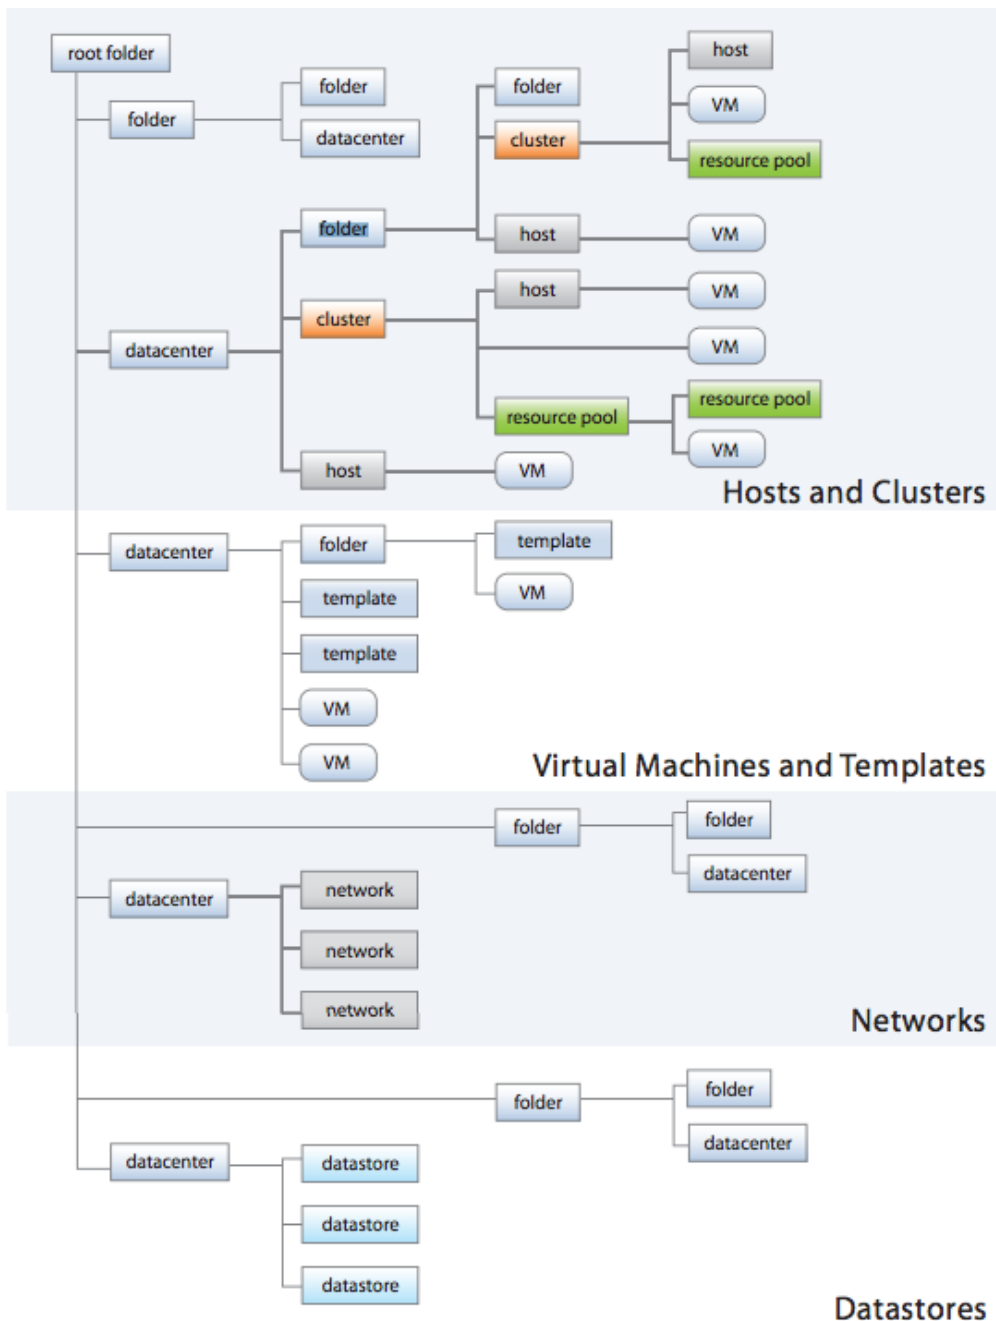 root folder
host
folder
folder
VM
folder
cluster
datacenter
resource pool
folder
host
VM
host
VM
cluster
datacenter
VM
resource pool
resource pool
VM
host
VM
Hosts and Clusters
datacenter
folder
template
template
VM
template
VM
VM
Virtual Machines and Templates
folder
folder
datacenter
datacenter
network
network
network
Networks
folder
folder
datacenter
datacenter
datastore
datastore
datastore
Datastores